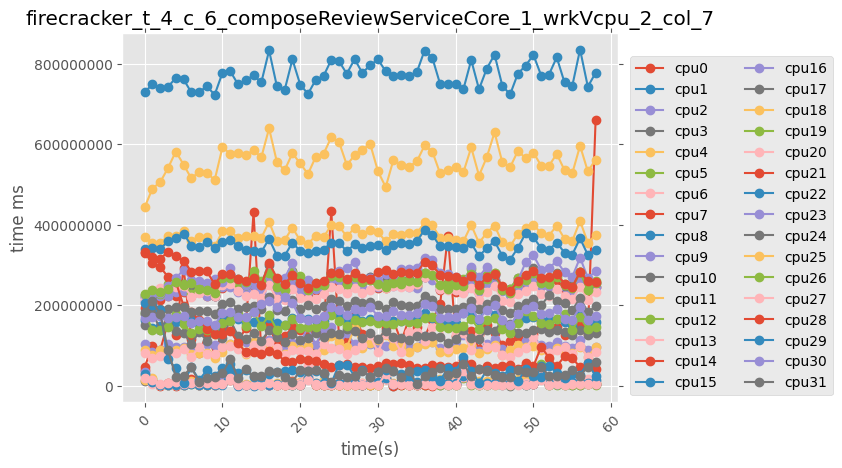 firecracker_t_4_c_6_composeReviewServiceCore_1_wrkVcpu_2_col_7
800000000
600000000
400000000
200000000
0
time ms
0
10
20
30
40
50
60
time(s)
cpu0
cpu1
cpu2
cpu3
cpu4
cpu5
cpu6
cpu7
cpu8
cpu9
cpu10
cpu11
cpu12
cpu13
cpu14
cpu15
cpu16
cpu17
cpu18
cpu19
cpu20
cpu21
cpu22
cpu23
cpu24
cpu25
cpu26
cpu27
cpu28
cpu29
cpu30
cpu31